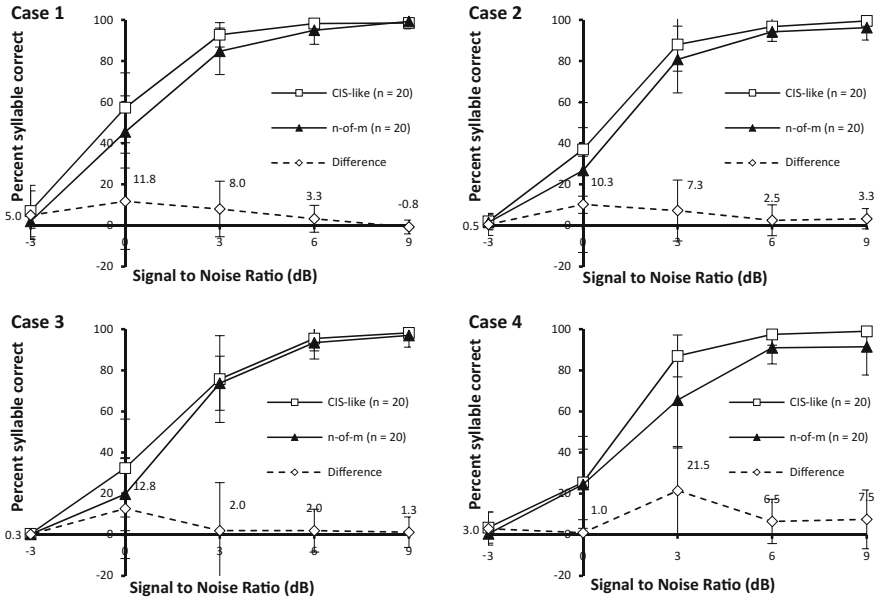 Case 1
Percent syllable correct
100
80
60
40
20
0
-20
CIS-like (n = 20)
n-of-m (n = 20)
Difference
5.0
11.8
8.0
3.3
-0.8
-3
0
3
6
9
Signal to Noise Ratio (dB)
Case 2
Percent syllable correct
100
80
60
40
20
0
-20
CIS-like (n = 20)
n-of-m (n = 20)
Difference
0.5
10.3
7.3
2.5
3.3
-3
0
3
6
9
Signal to Noise Ratio (dB)
Case 3
Percent syllable correct
100
80
60
40
20
0
-20
CIS-like (n = 20)
n-of-m (n = 20)
Difference
0.3
12.8
2.0
2.0
1.3
-3
0
3
6
9
Signal to Noise Ratio (dB)
Case 4
Percent syllable correct
100
80
60
40
20
0
-20
CIS-like (n = 20)
n-of-m (n = 20)
Difference
3.0
1.0
21.5
6.5
7.5
-3
0
3
6
9
Signal to Noise Ratio (dB)